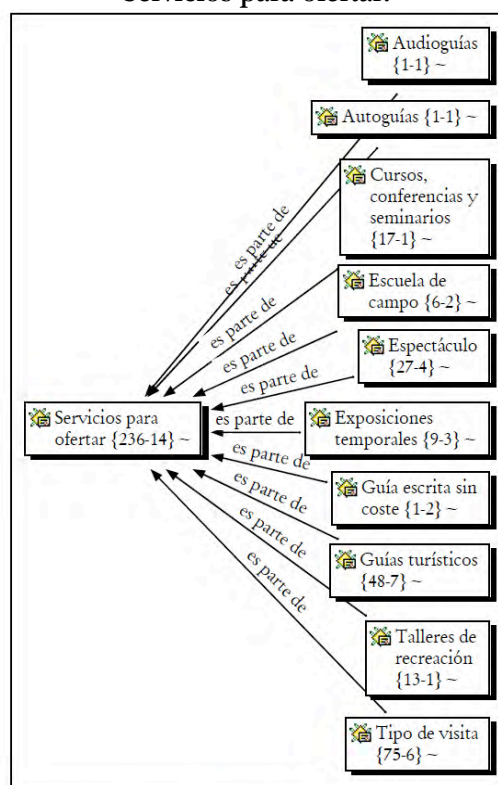 Servicios para ofertar.
Audioguías
{1-1} ~
Autoguías {1-1} ~
Cursos,
conferencias y
seminarios
{17-1} ~
Escuela de
campo {6-2} ~
Espectáculo
{27-4} ~
Exposiciones
temporales {9-3} ~
Guía escrita sin
coste {1-2} ~
Guías turísticos
{48-7} ~
Talleres de
recreación
{13-1} ~
Tipo de visita
{75-6} ~
Servicios para
ofertar {236-14} ~
es parte de
es parte de
es parte de
es parte de
es parte de
es parte de
es parte de
es parte de
es parte de
es parte de